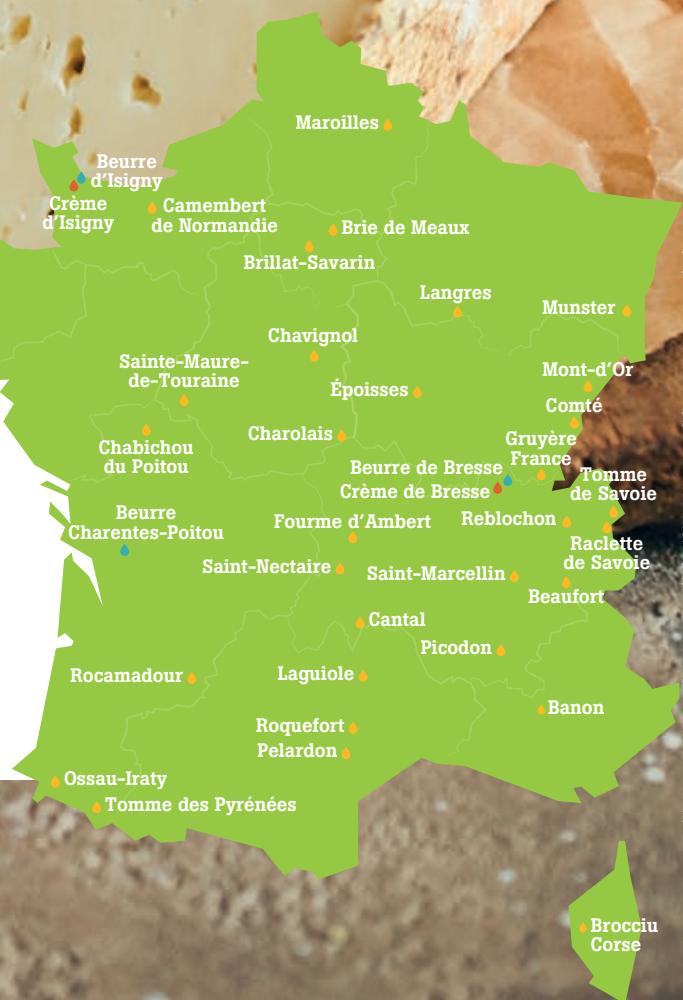 Maroilles
Beurre
d'Isigny
Crème
d'Isigny
Camembert
de Normandie
Brie de Meaux
Brillat-Savarin
Langres
Munster
Chavignol
Sainte-Maure-
de-Touraine
Mont-d'Or
Époisses
Comté
Charolais
Chabichou
du Poitou
Gruyère
France
Beurre de Bresse
Crème de Bresse
Tomme
de Savoie
Beurre
Charentes-Poitou
Fourme d'Ambert
Reblochon
Raclette
de Savoie
Saint-Nectaire
Saint-Marcellin
Beaufort
Cantal
Picodon
Rocamadour
Laguiole
Banon
Roquefort
Pelardon
Ossau-Iraty
Tomme des Pyrénées
Brocciu
Corse